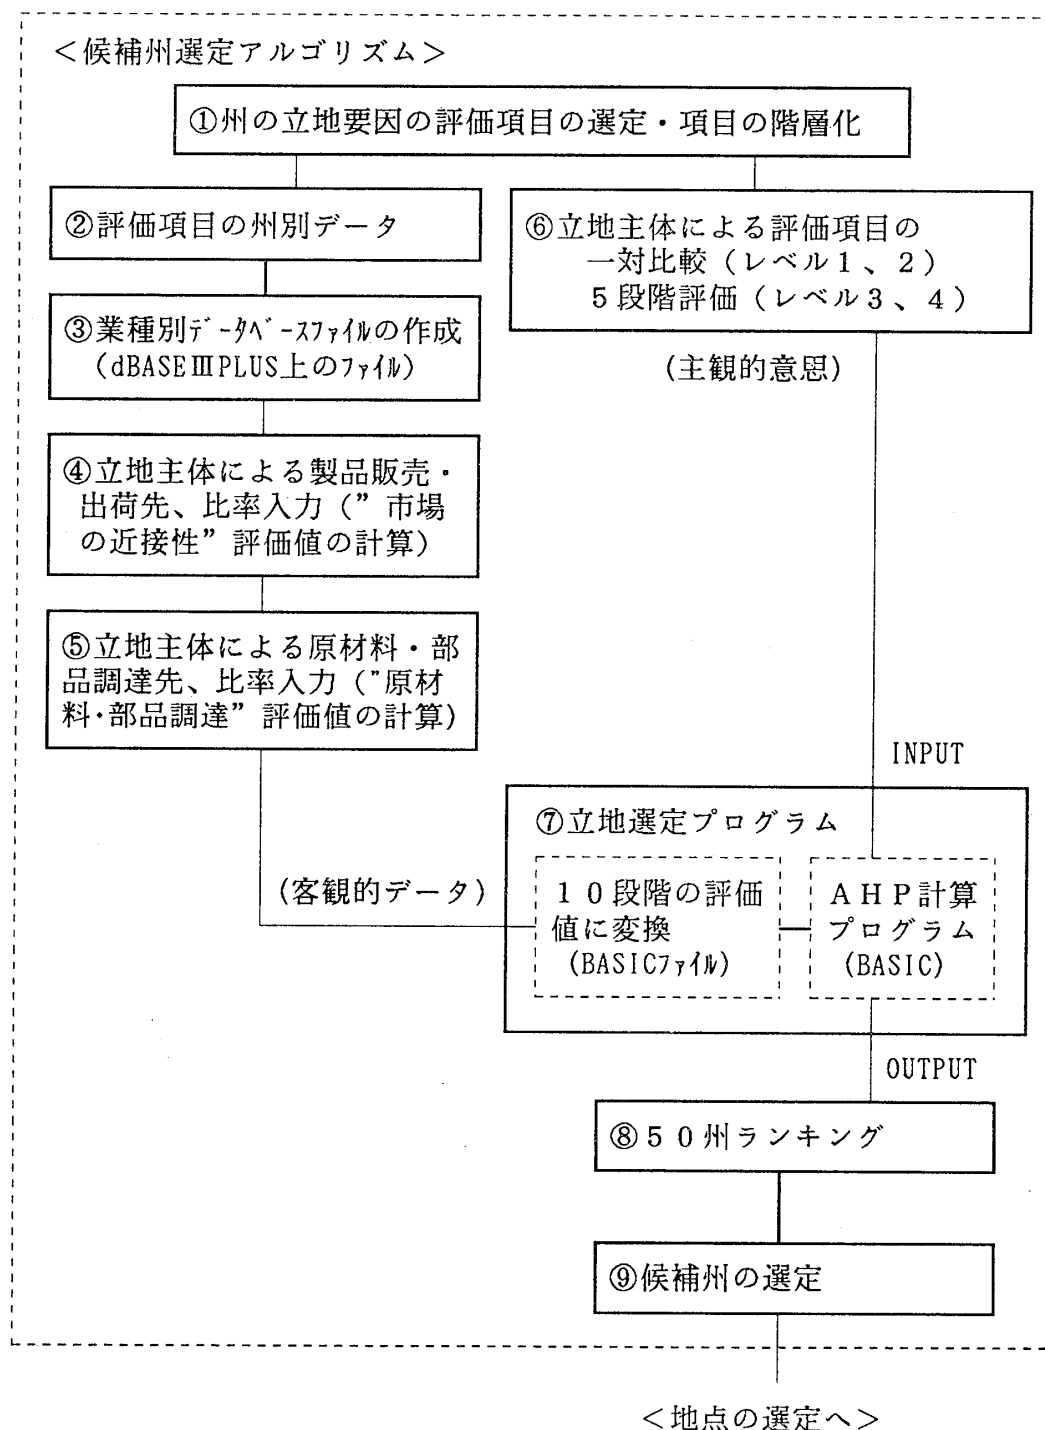 ＜候補州選定アルゴリズム＞
①州の立地要因の評価項目の選定・項目の階層化
②評価項目の州別データ
③業種別ﾃﾞｰﾀﾍﾞｰｽﾌｧｲﾙの作成
（dBASEⅢPLUS上のﾌｧｲﾙ）
④立地主体による製品販売・
出荷先、比率入力（”市場
の近接性”評価値の計算）
⑤立地主体による原材料・部
品調達先、比率入力（”原材
料・部品調達”評価値の計算）
⑥立地主体による評価項目の
一対比較（レベル１、２）
５段階評価（レベル３、４）
（主観的意思）
INPUT
⑦立地選定プログラム
（客観的データ）
１０段階の評価
値に変換
（BASICﾌｧｲﾙ）
ＡＨＰ計算
プログラム
（BASIC）
OUTPUT
⑧５０州ランキング
⑨候補州の選定
＜地点の選定へ＞